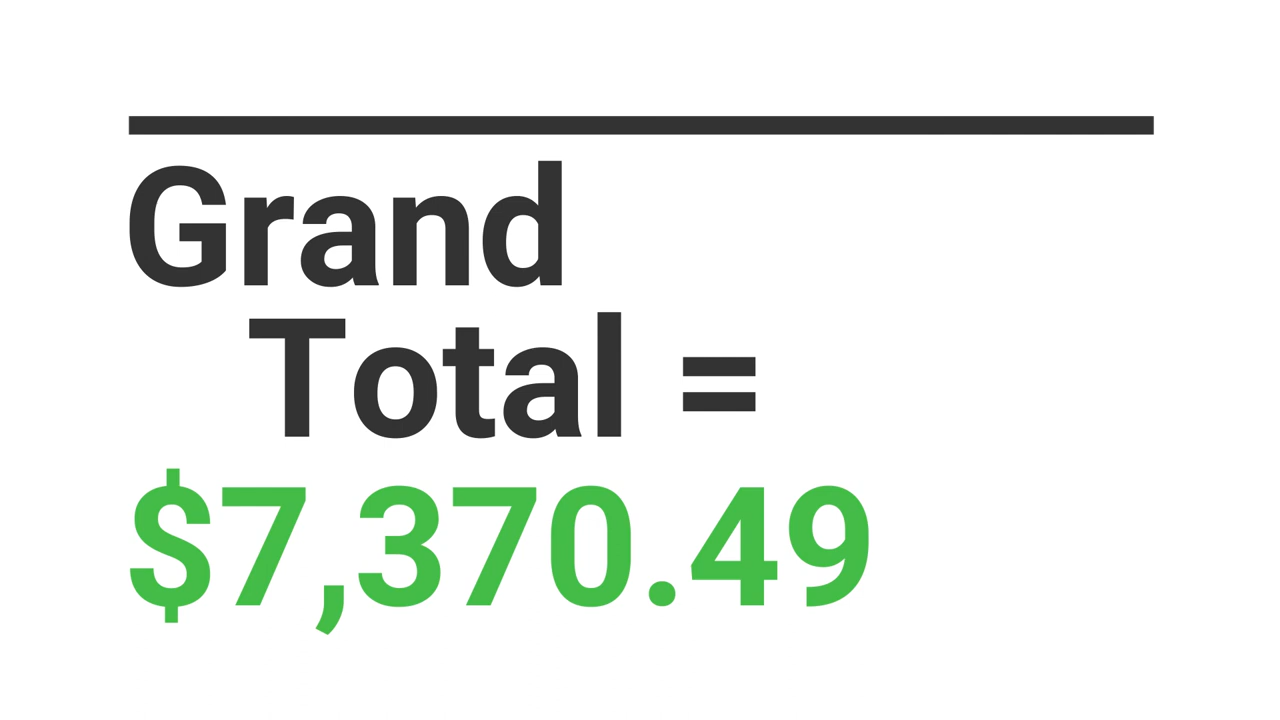 Grand
Total =
$7,370.49